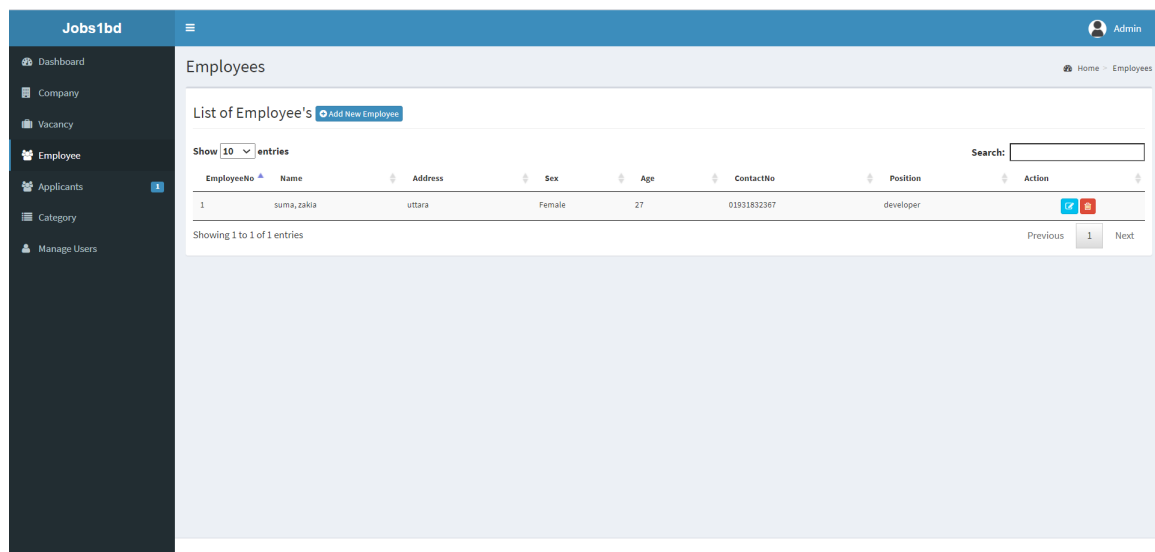 Jobs1bd
Admin
Dashboard
Company
Vacancy
Employee
Applicants 1
Category
Manage Users
Employees
Home > Employees
List of Employee's Add New Employee
Show 10 entries
Search:
EmployeeNo Name Address Sex Age ContactNo Position Action
1 suma, zakia uttara Female 27 01931832367 developer
Showing 1 to 1 of 1 entries
Previous 1 Next